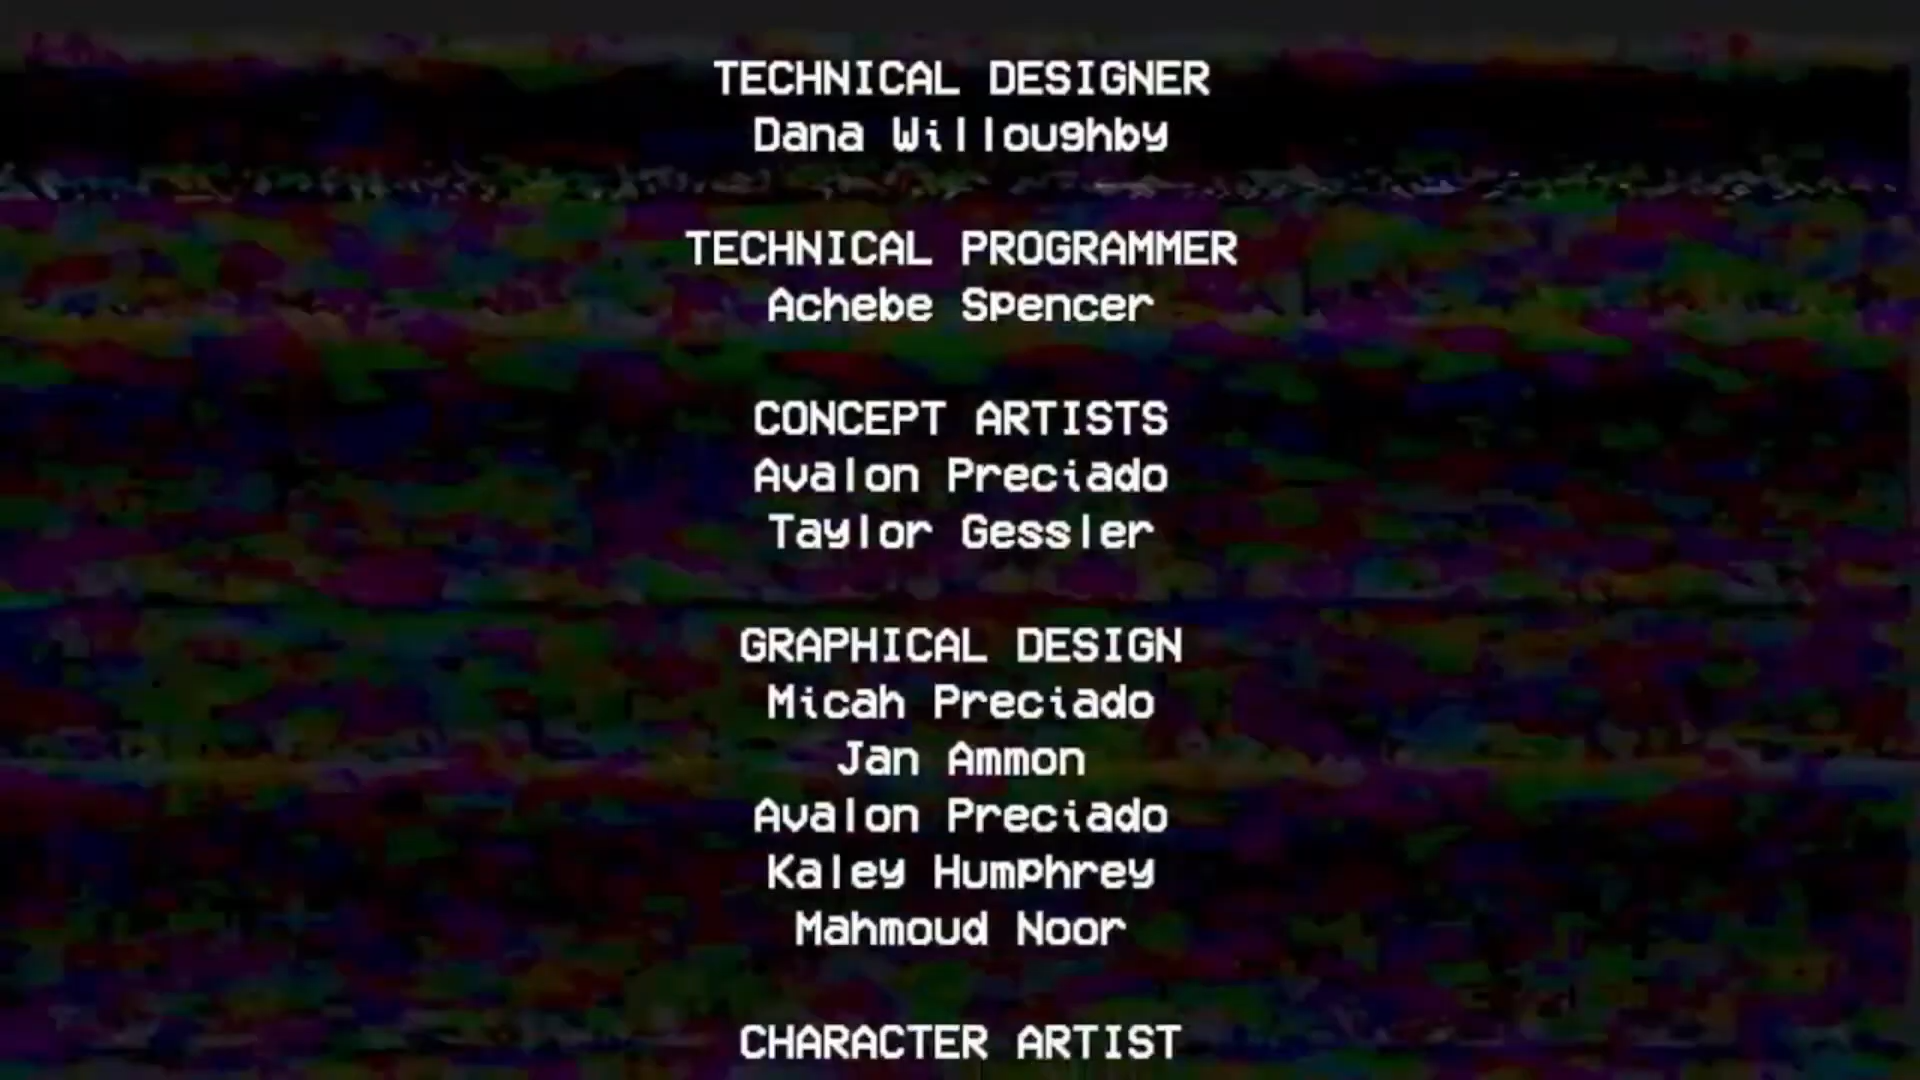 TECHNICAL DESIGNER
Dana Willoughby
TECHNICAL PROGRAMMER
Achebe Spencer
CONCEPT ARTISTS
Avalon Preciado
Taylor Gessler
GRAPHICAL DESIGN
Micah Preciado
Jan Ammon
Avalon Preciado
Kaley Humphrey
Mahmoud Noor
CHARACTER ARTIST